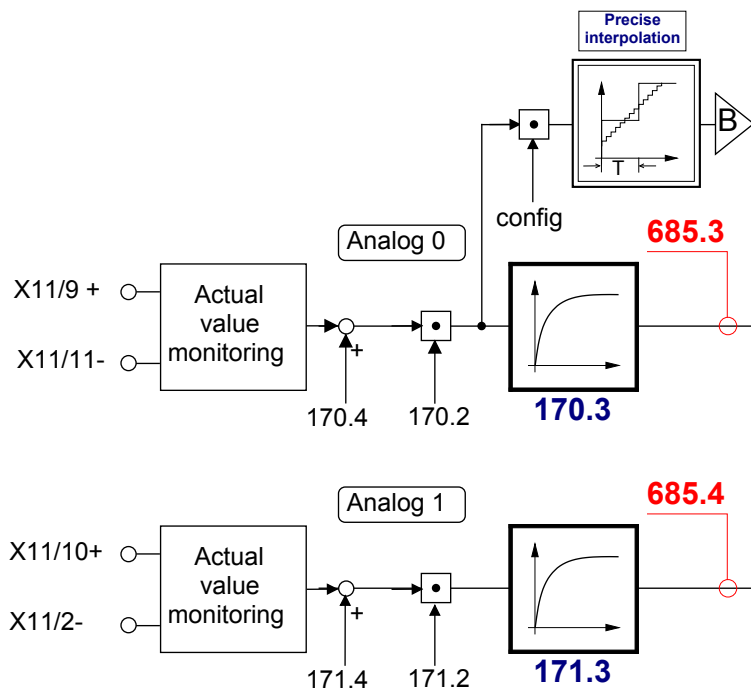 Precise
interpolation
B
T
config
Analog 0
685.3
X11/9 +
Actual
value
monitoring
X11/11-
+
170.4
170.2
170.3
Analog 1
685.4
X11/10+
Actual
value
monitoring
X11/2-
+
171.4
171.2
171.3